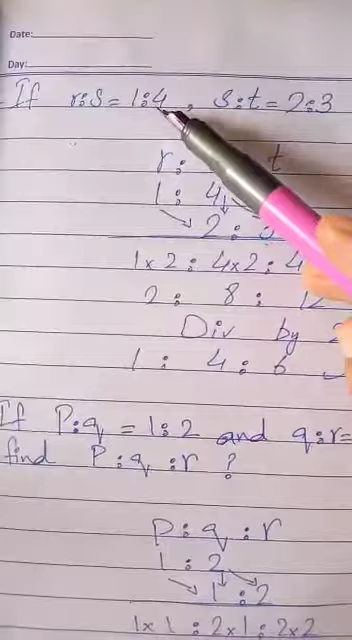 Date:
Day:
If r:s = 1:4, s:t = 2:3
r: t
1 : 4
2 :
1×2 : 4×2 : 4
2 : 8 : 12
Div by 2
1 : 4 : 6
If P:q = 1:2 and q:r=
find P:q:r ?
P:q:r
1 : 2
1 : 2
1×1 : 2×1 : 2×2